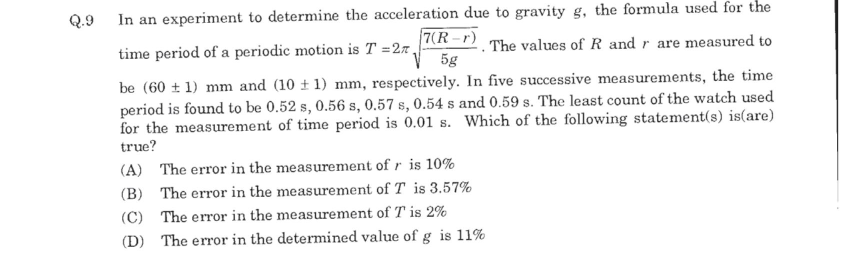 Q.9 In an experiment to determine the acceleration due to gravity g, the formula used for the
time period of a periodic motion is T = 2π√(7(R − r)/5g). The values of R and r are measured to
be (60 ± 1) mm and (10 ± 1) mm, respectively. In five successive measurements, the time
period is found to be 0.52 s, 0.56 s, 0.57 s, 0.54 s and 0.59 s. The least count of the watch used
for the measurement of time period is 0.01 s. Which of the following statement(s) is(are)
true?
(A) The error in the measurement of r is 10%
(B) The error in the measurement of T is 3.57%
(C) The error in the measurement of T is 2%
(D) The error in the determined value of g is 11%